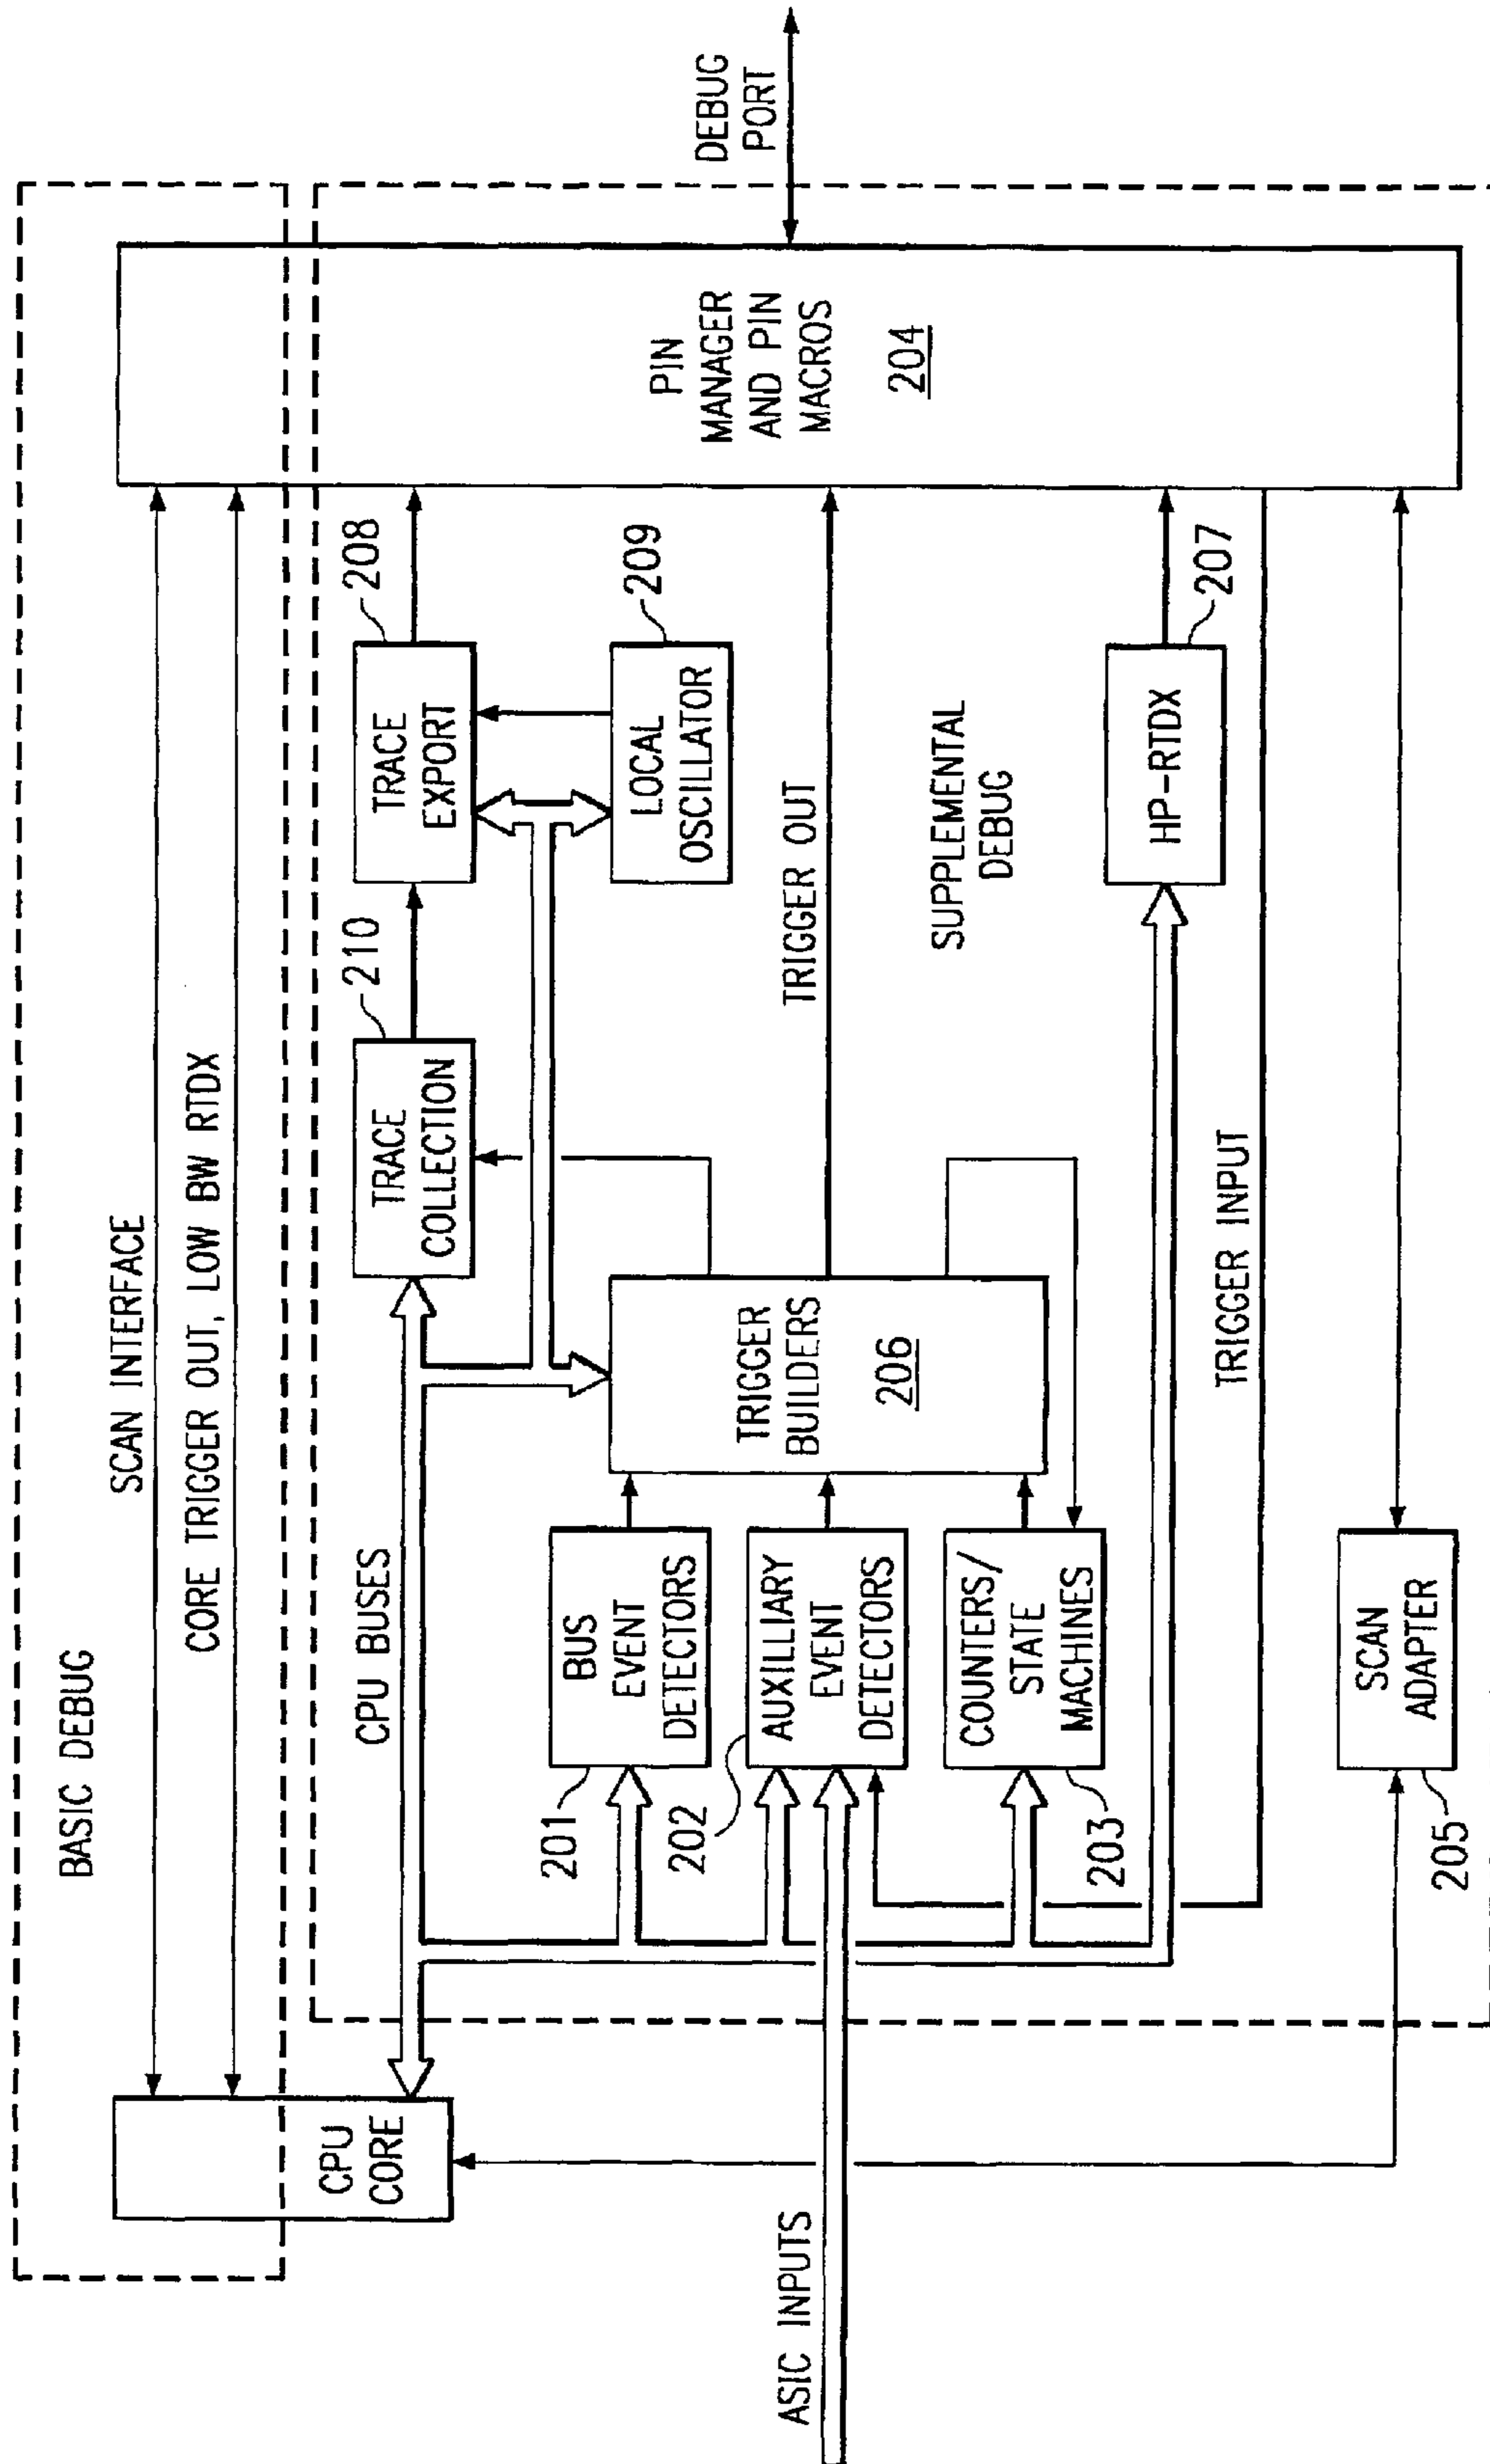 BASIC DEBUG
SCAN INTERFACE
CORE TRIGGER OUT, LOW BW RTDX
CPU
CORE
CPU BUSES
TRACE
COLLECTION
210
TRACE
EXPORT
208
LOCAL
OSCILLATOR
209
PIN
MANAGER
AND PIN
MACROS
204
DEBUG
PORT
BUS
EVENT
DETECTORS
201
AUXILLIARY
EVENT
DETECTORS
202
COUNTERS/
STATE
MACHINES
203
TRIGGER
BUILDERS
206
TRIGGER OUT
SUPPLEMENTAL
DEBUG
HP-RTDX
207
TRIGGER INPUT
ASIC INPUTS
SCAN
ADAPTER
205